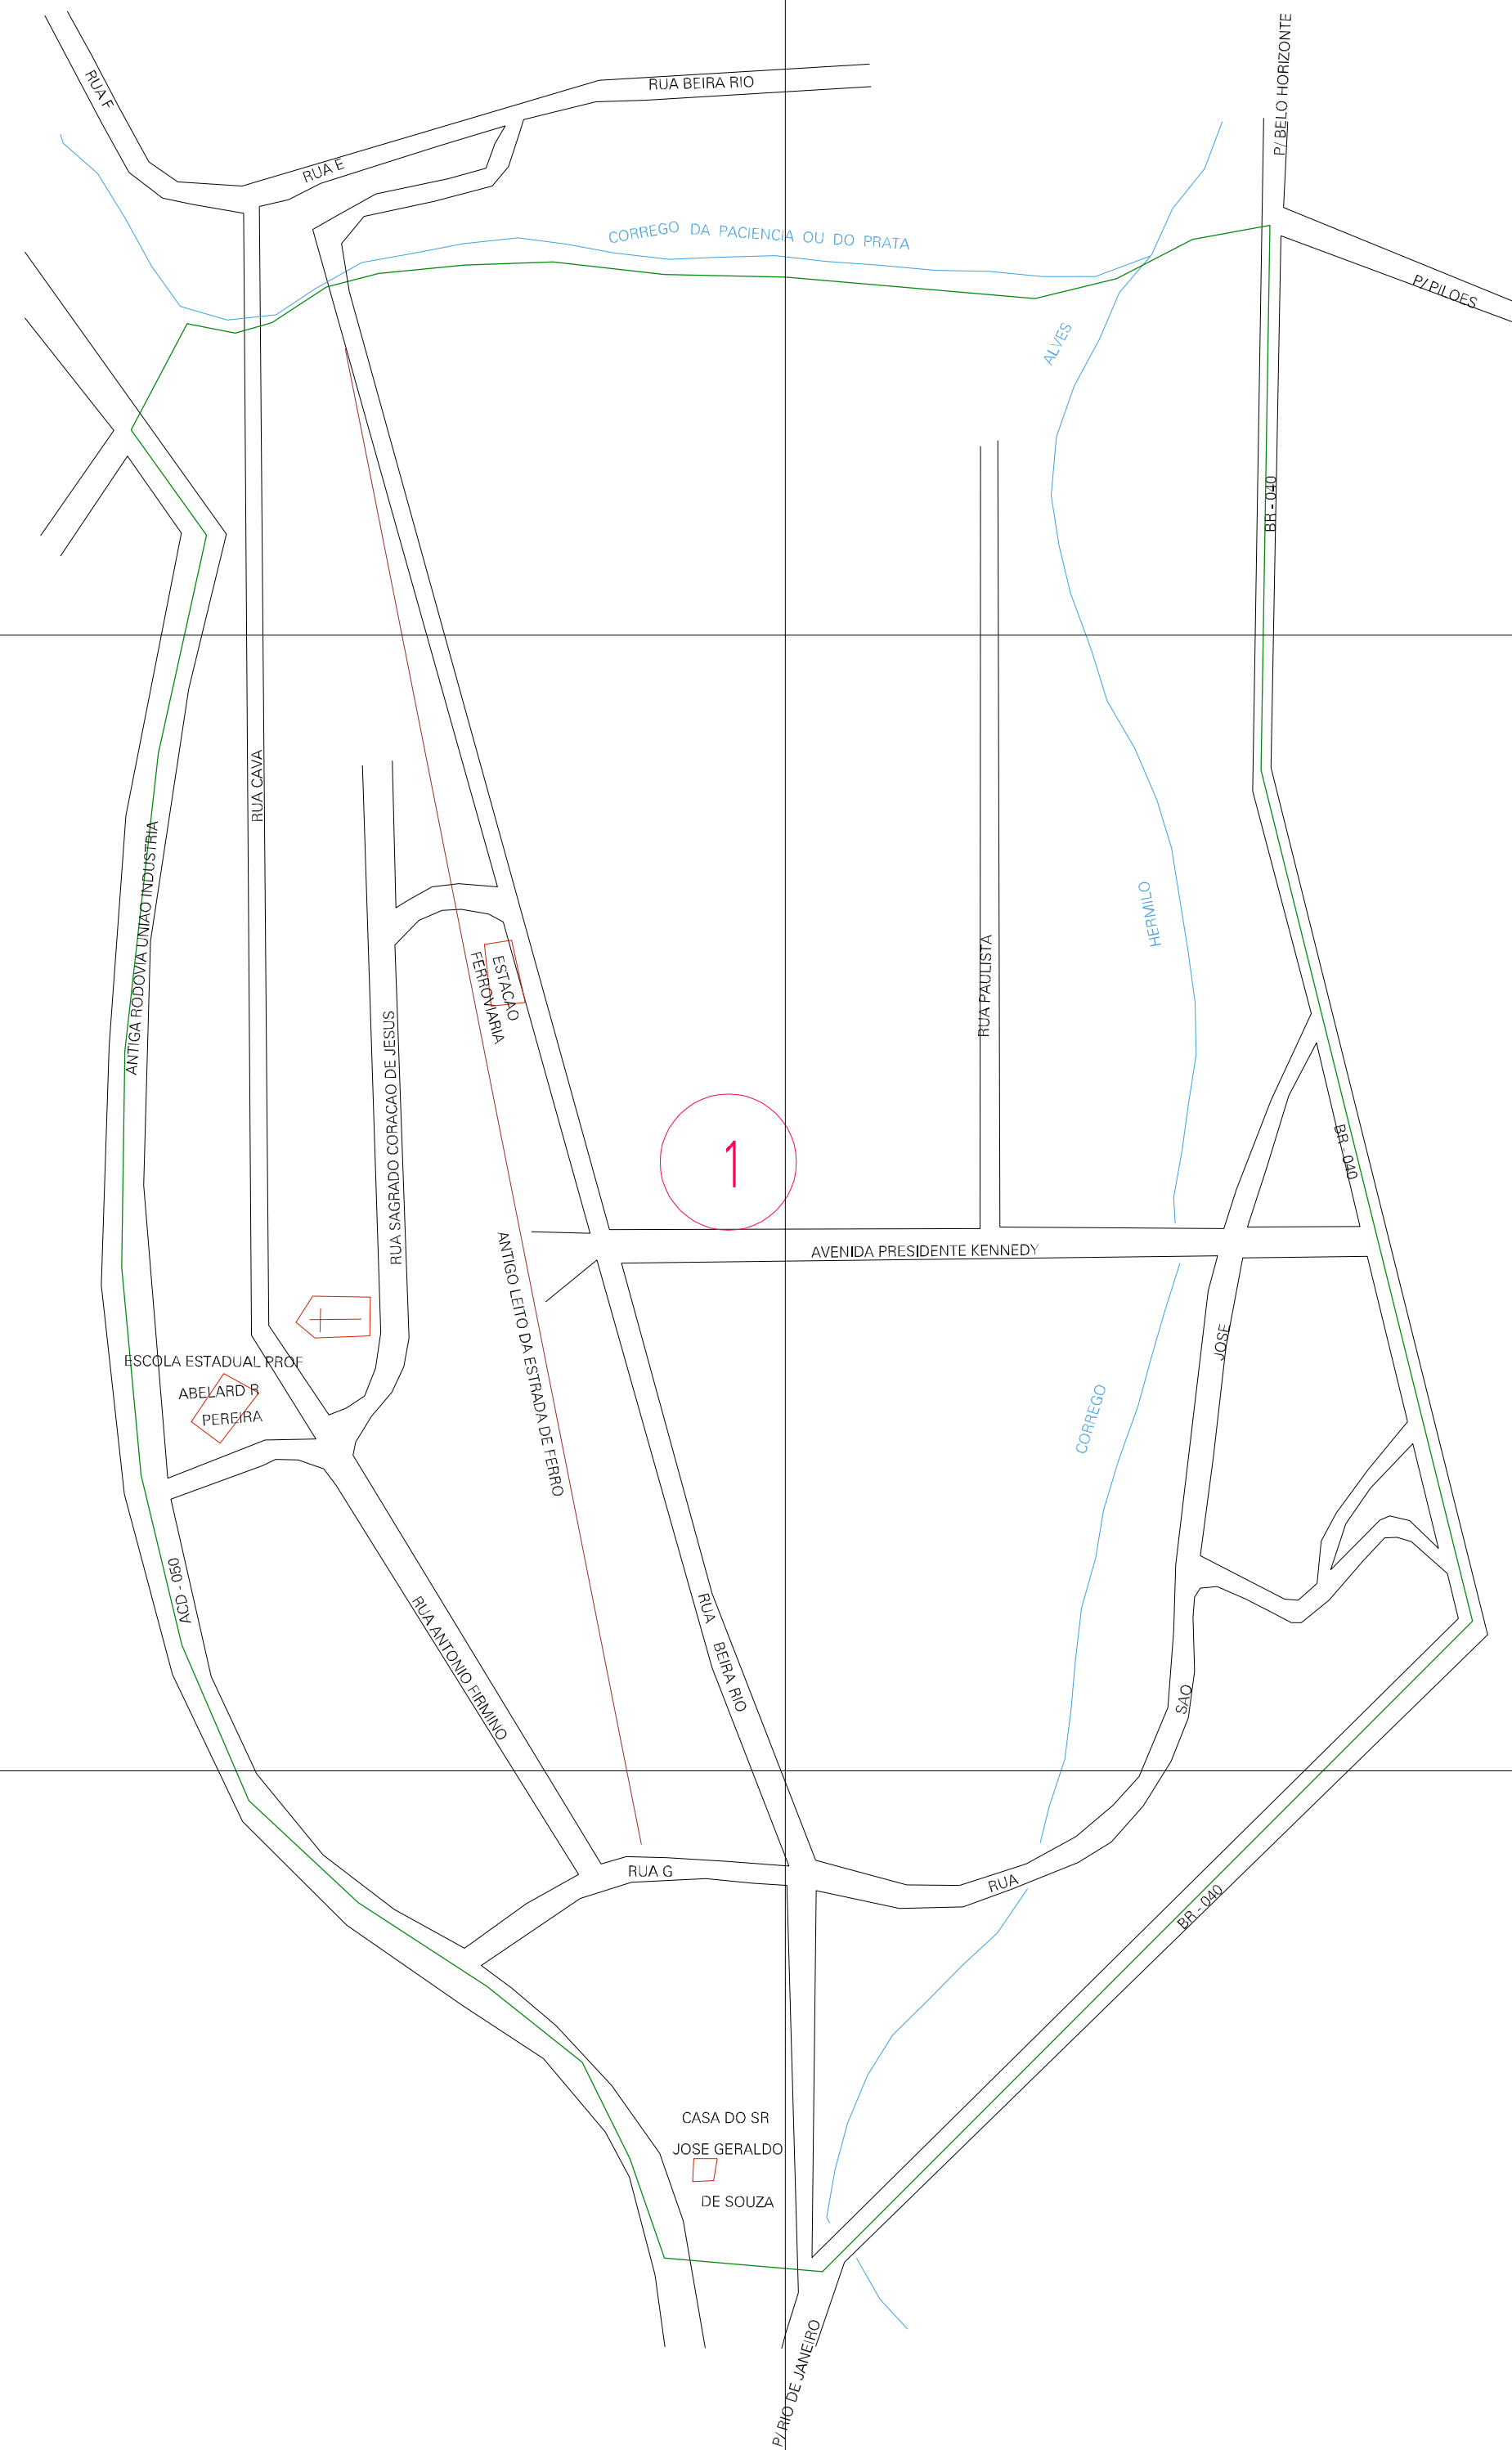 P/ BELO HORIZONTE
RUA F
RUA BEIRA RIO
RUA E
CORREGO DA PACIENCIA OU DO PRATA
P/ PILOES
ALVES
BR - 040
RUA CAVA
ANTIGA RODOVIA UNIAO INDUSTRIA
HERMILO
RUA PAULISTA
ESTACAO
FERROVIARIA
RUA SAGRADO CORACAO DE JESUS
1
BR - 040
AVENIDA PRESIDENTE KENNEDY
ANTIGO LEITO DA ESTRADA DE FERRO
JOSE
ESCOLA ESTADUAL PROF
ABELARD R
PEREIRA
CORREGO
ACD - 050
RUA ANTONIO FIRMINO
RUA BEIRA RIO
SAO
RUA G
RUA
BR - 040
CASA DO SR
JOSE GERALDO
DE SOUZA
P/ RIO DE JANEIRO